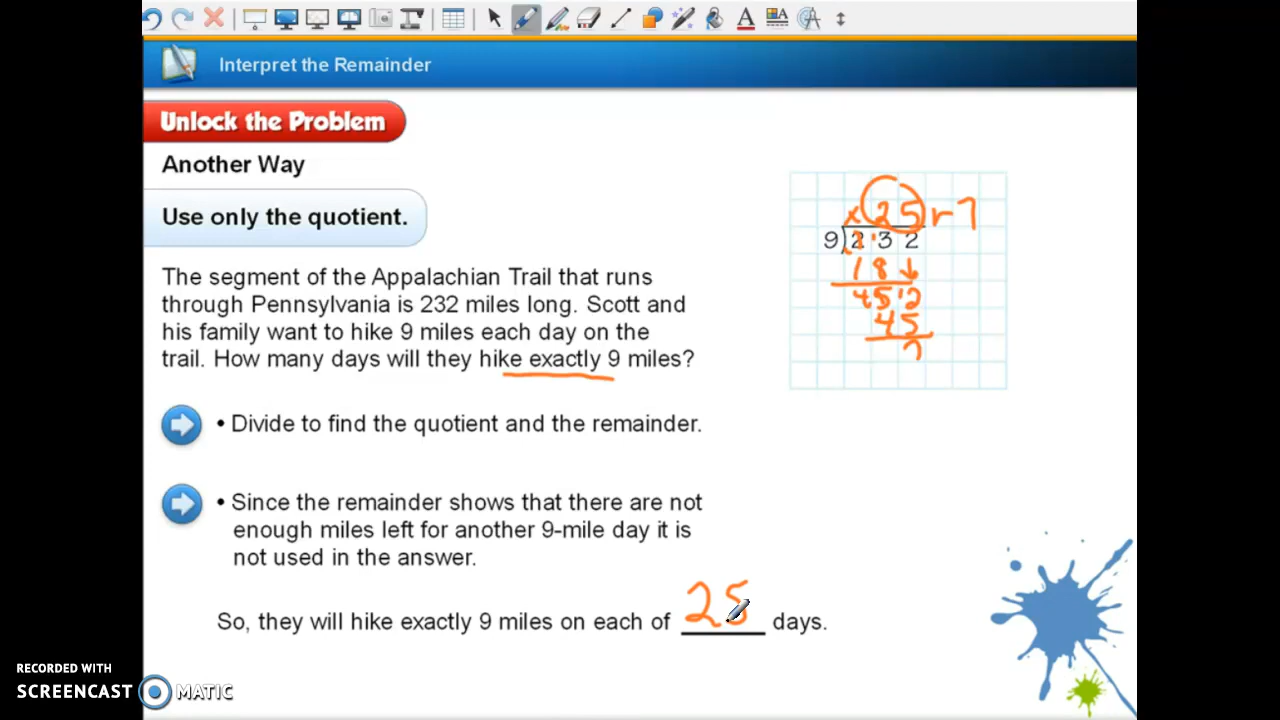 Interpret the Remainder
Unlock the Problem
Another Way
Use only the quotient.
The segment of the Appalachian Trail that runs
through Pennsylvania is 232 miles long. Scott and
his family want to hike 9 miles each day on the
trail. How many days will they hike exactly 9 miles?
x 25 r 7
9)232
18
45 12
45
7
• Divide to find the quotient and the remainder.
• Since the remainder shows that there are not
enough miles left for another 9-mile day it is
not used in the answer.
So, they will hike exactly 9 miles on each of 25 days.
RECORDED WITH
SCREENCAST MATIC